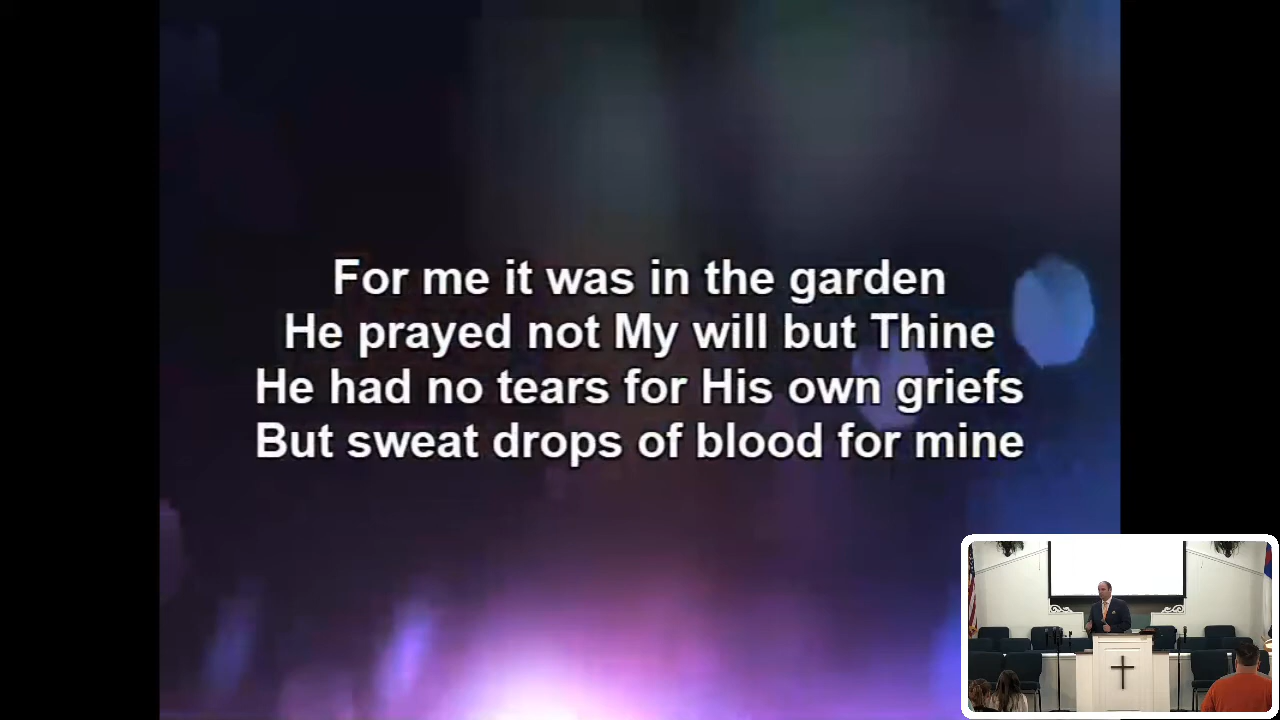 For me it was in the garden
He prayed not My will but Thine
He had no tears for His own griefs
But sweat drops of blood for mine